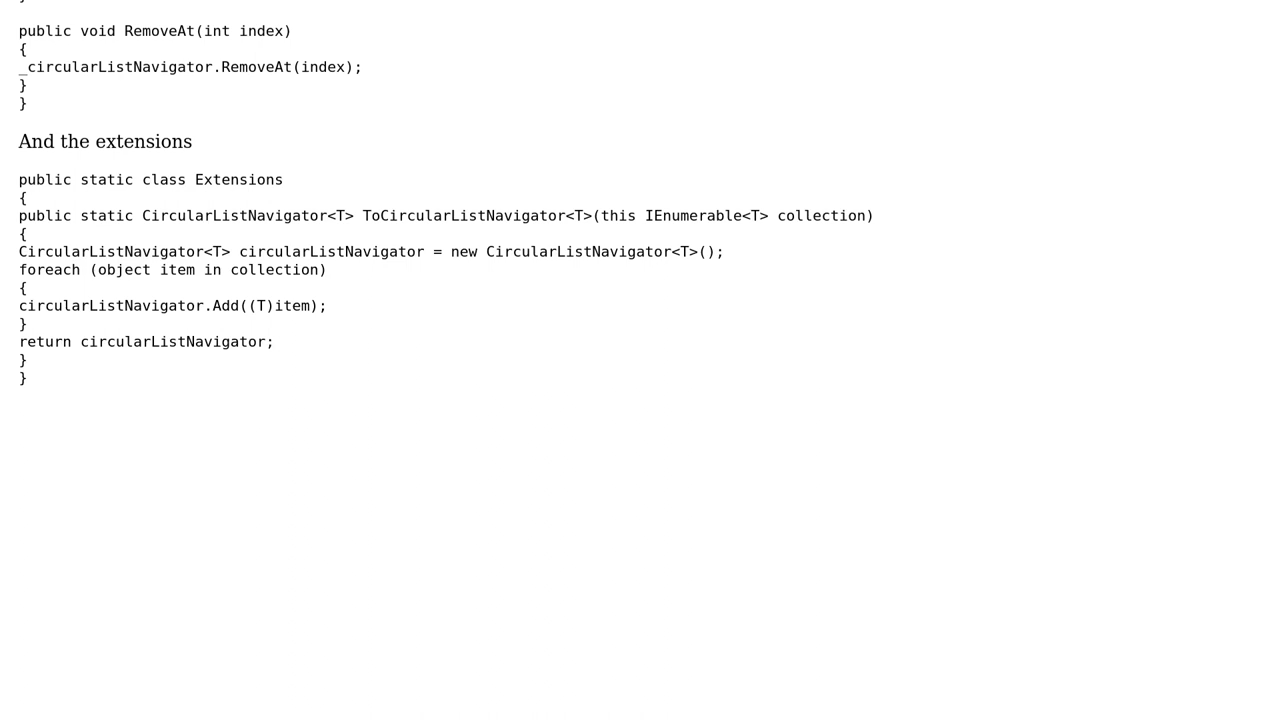 public void RemoveAt(int index)
{
_circularListNavigator.RemoveAt(index);
}
}
And the extensions
public static class Extensions
{
public static CircularListNavigator<T> ToCircularListNavigator<T>(this IEnumerable<T> collection)
{
CircularListNavigator<T> circularListNavigator = new CircularListNavigator<T>();
foreach (object item in collection)
{
circularListNavigator.Add((T)item);
}
return circularListNavigator;
}
}